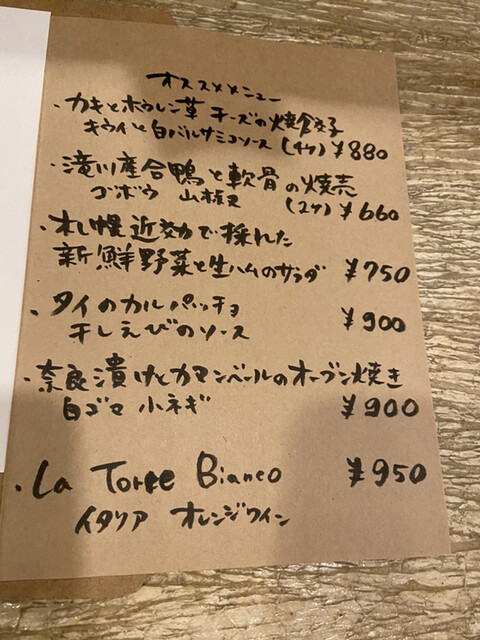 オススメメニュー
・カキとホウレン草 チーズの焼餃子
キウイと白バルサミコソース (4ケ) ¥880
・滝川産合鴨と軟骨の焼売
ゴボウ 山椒 (2ケ) ¥660
・札幌近効で採れた
新鮮野菜と生ハムのサラダ ¥750
・タイのカルパッチョ
干しえびのソース ¥900
・奈良漬けとカマンベールのオーブン焼き
白ゴマ 小ネギ ¥900
・La Torre Bianco ¥950
イタリア オレンジワイン